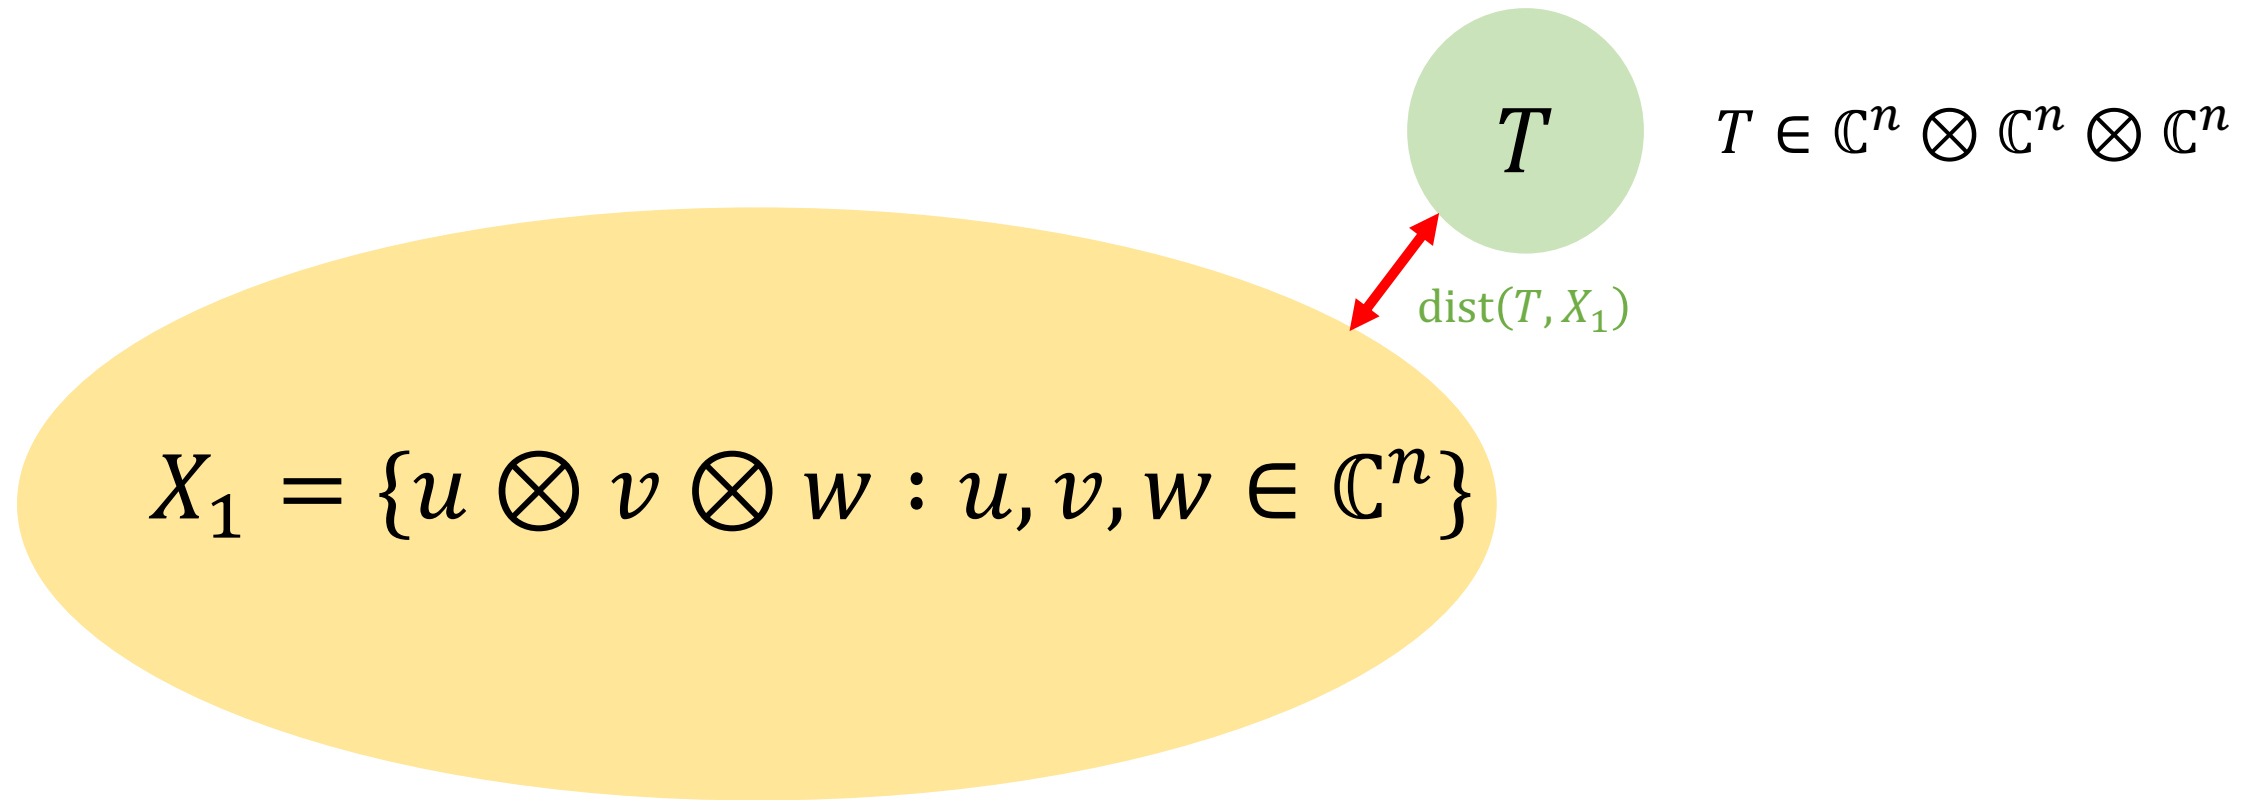 T
T ∈ ℂⁿ ⊗ ℂⁿ ⊗ ℂⁿ
dist(T, X₁)
X₁ = {u ⊗ v ⊗ w : u, v, w ∈ ℂⁿ}